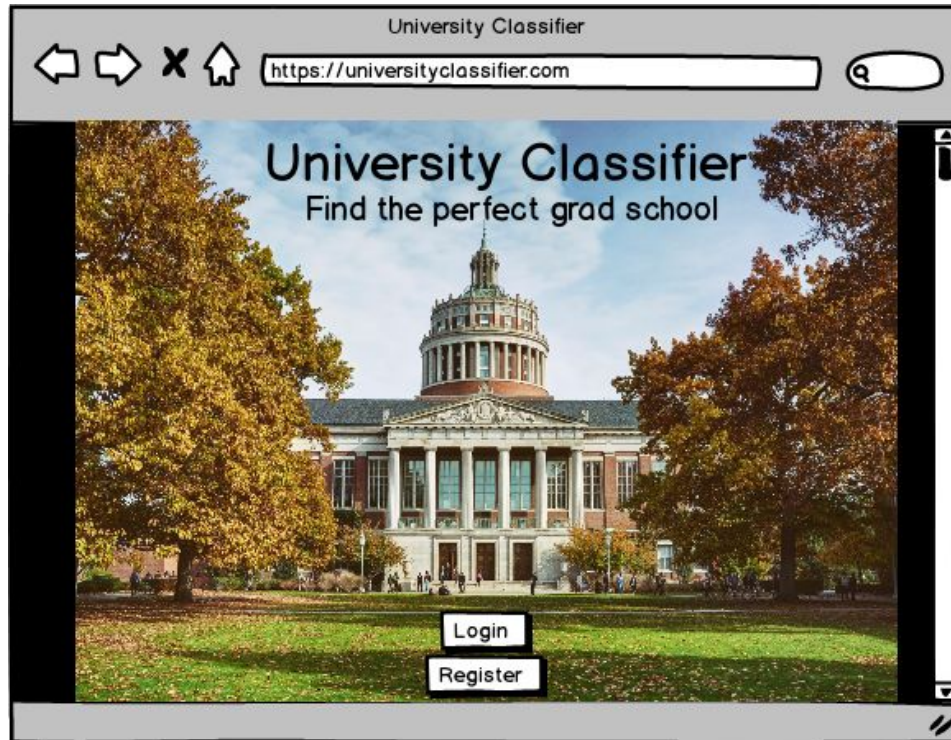 University Classifier
https://universityclassifier.com
University Classifier
Find the perfect grad school
Login
Register